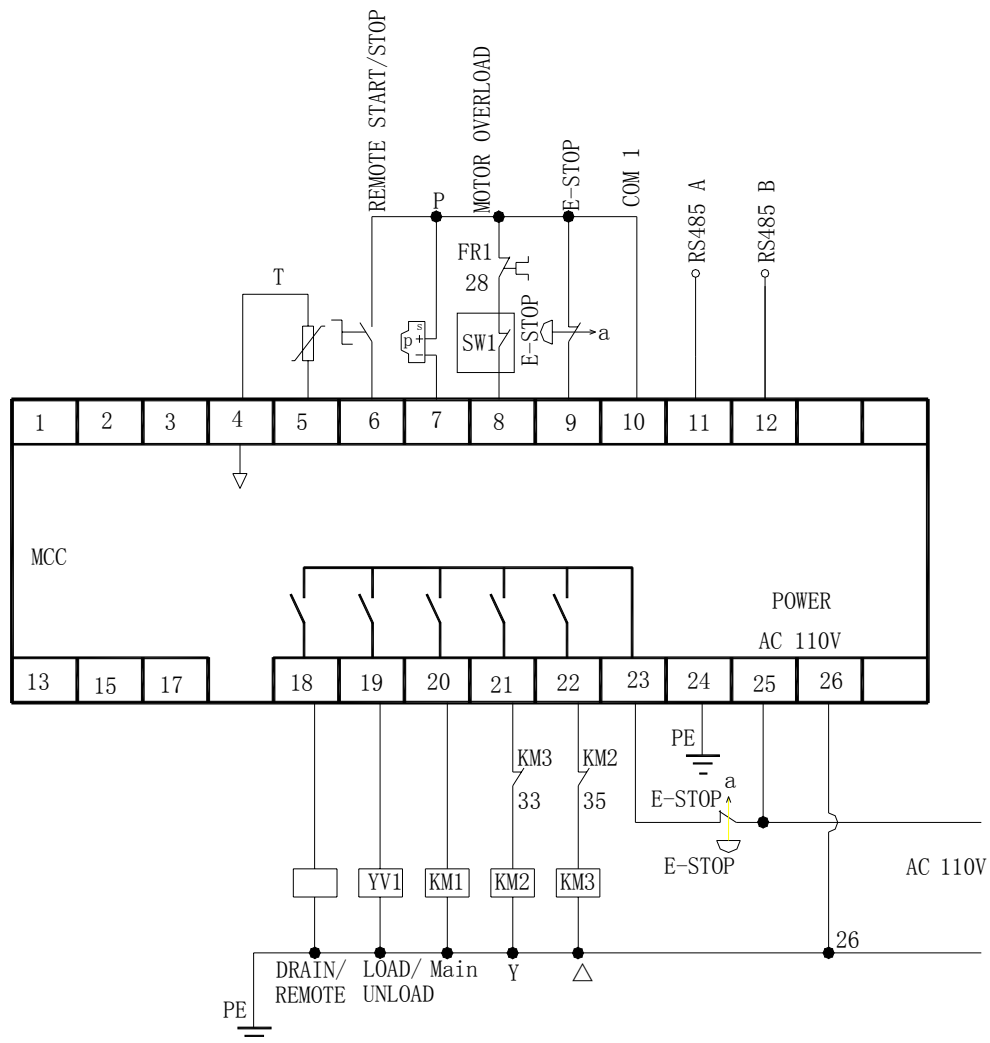 REMOTE START/STOP
MOTOR OVERLOAD
E-STOP
COM 1
RS485 A
RS485 B
P
T
FR1
28
s
p
+
−
SW1
E-STOP
a
1 2 3 4 5 6 7 8 9 10 11 12
MCC
POWER
AC 110V
13 15 17 18 19 20 21 22 23 24 25 26
KM3
33
KM2
35
PE
a
E-STOP
E-STOP
AC 110V
YV1 KM1 KM2 KM3
26
DRAIN/ LOAD/ Main Y △
REMOTE UNLOAD
PE